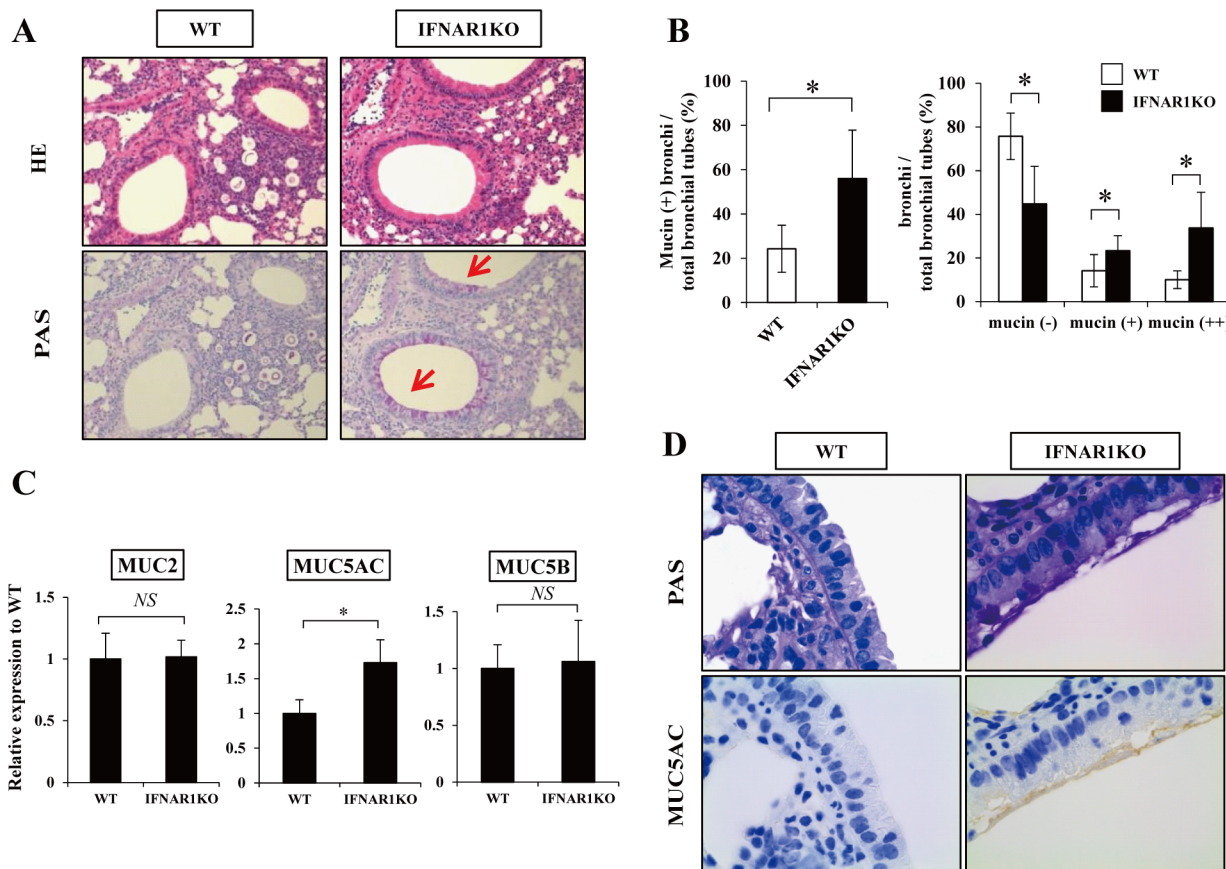 A
WT
IFNAR1KO
HE
PAS
B
Mucin (+) bronchi /
total bronchial tubes (%)
100
80
60
40
20
0
*
WT
IFNAR1KO
bronchi /
total bronchial tubes (%)
100
80
60
40
20
0
*
*
*
WT
IFNAR1KO
mucin (-)
mucin (+)
mucin (++)
C
Relative expression to WT
MUC2
1.5
1
0.5
0
NS
WT
IFNAR1KO
MUC5AC
2.5
2
1.5
1
0.5
0
*
WT
IFNAR1KO
MUC5B
1.5
1
0.5
0
NS
WT
IFNAR1KO
D
WT
IFNAR1KO
PAS
MUC5AC